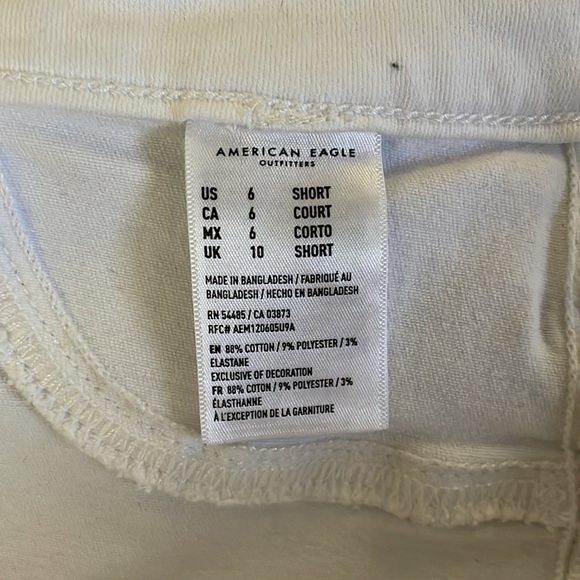 AMERICAN EAGLE
OUTFITTERS
US 6 SHORT
CA 6 COURT
MX 6 CORTO
UK 10 SHORT
MADE IN BANGLADESH / FABRIQUÉ AU
BANGLADESH / HECHO EN BANGLADESH
RN 54485 / CA 03873
RFC# AEM120605U9A
EN 88% COTTON / 9% POLYESTER / 3%
ELASTANE
EXCLUSIVE OF DECORATION
FR 88% COTON / 9% POLYESTER / 3%
ÉLASTHANNE
À L'EXCEPTION DE LA GARNITURE